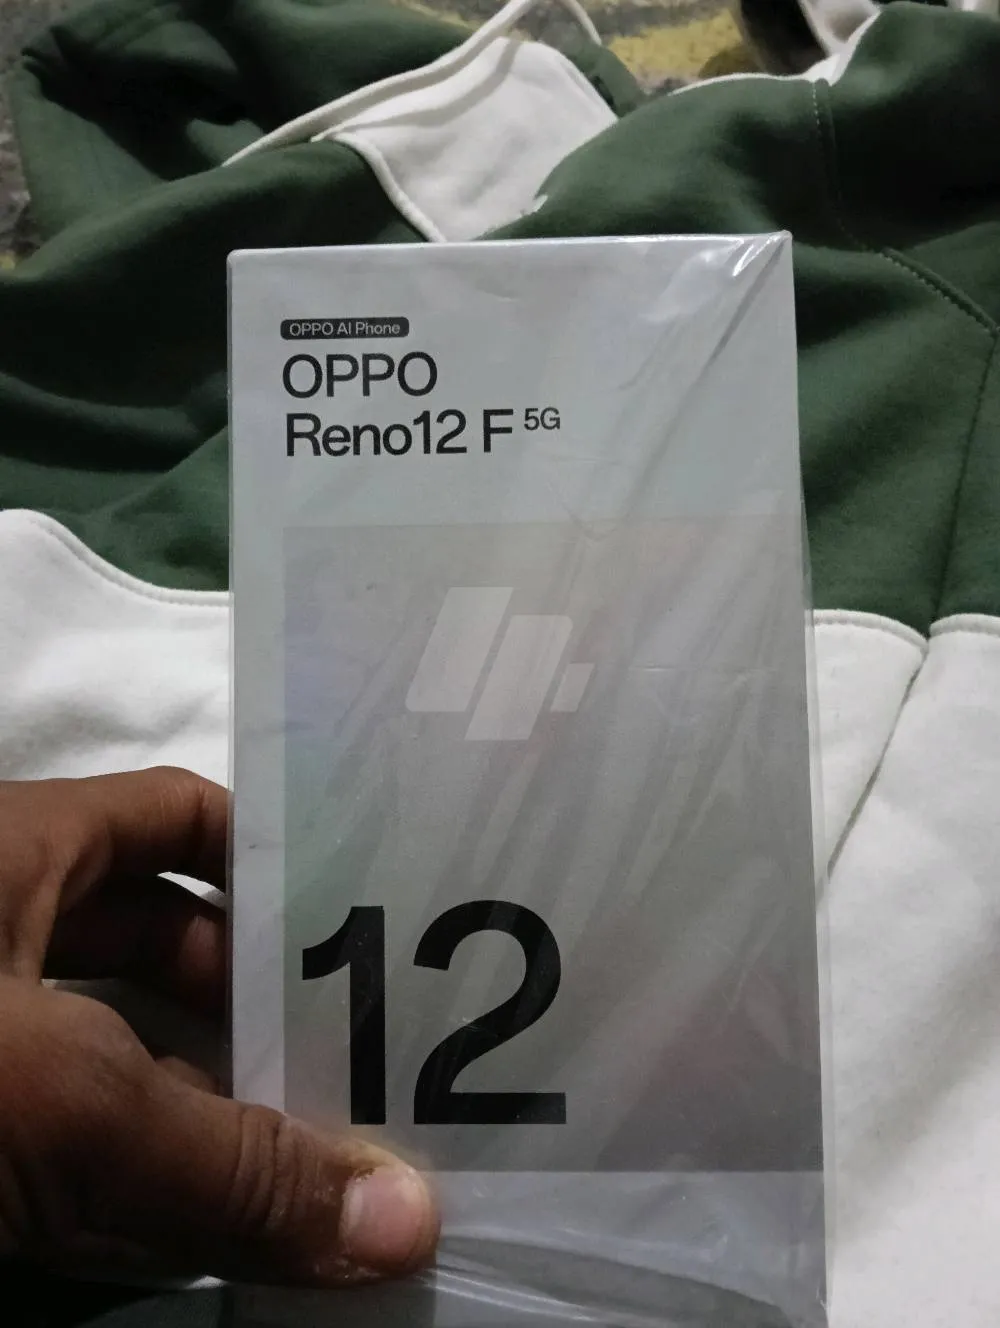 OPPO AI Phone
OPPO
Reno12 F 5G
12